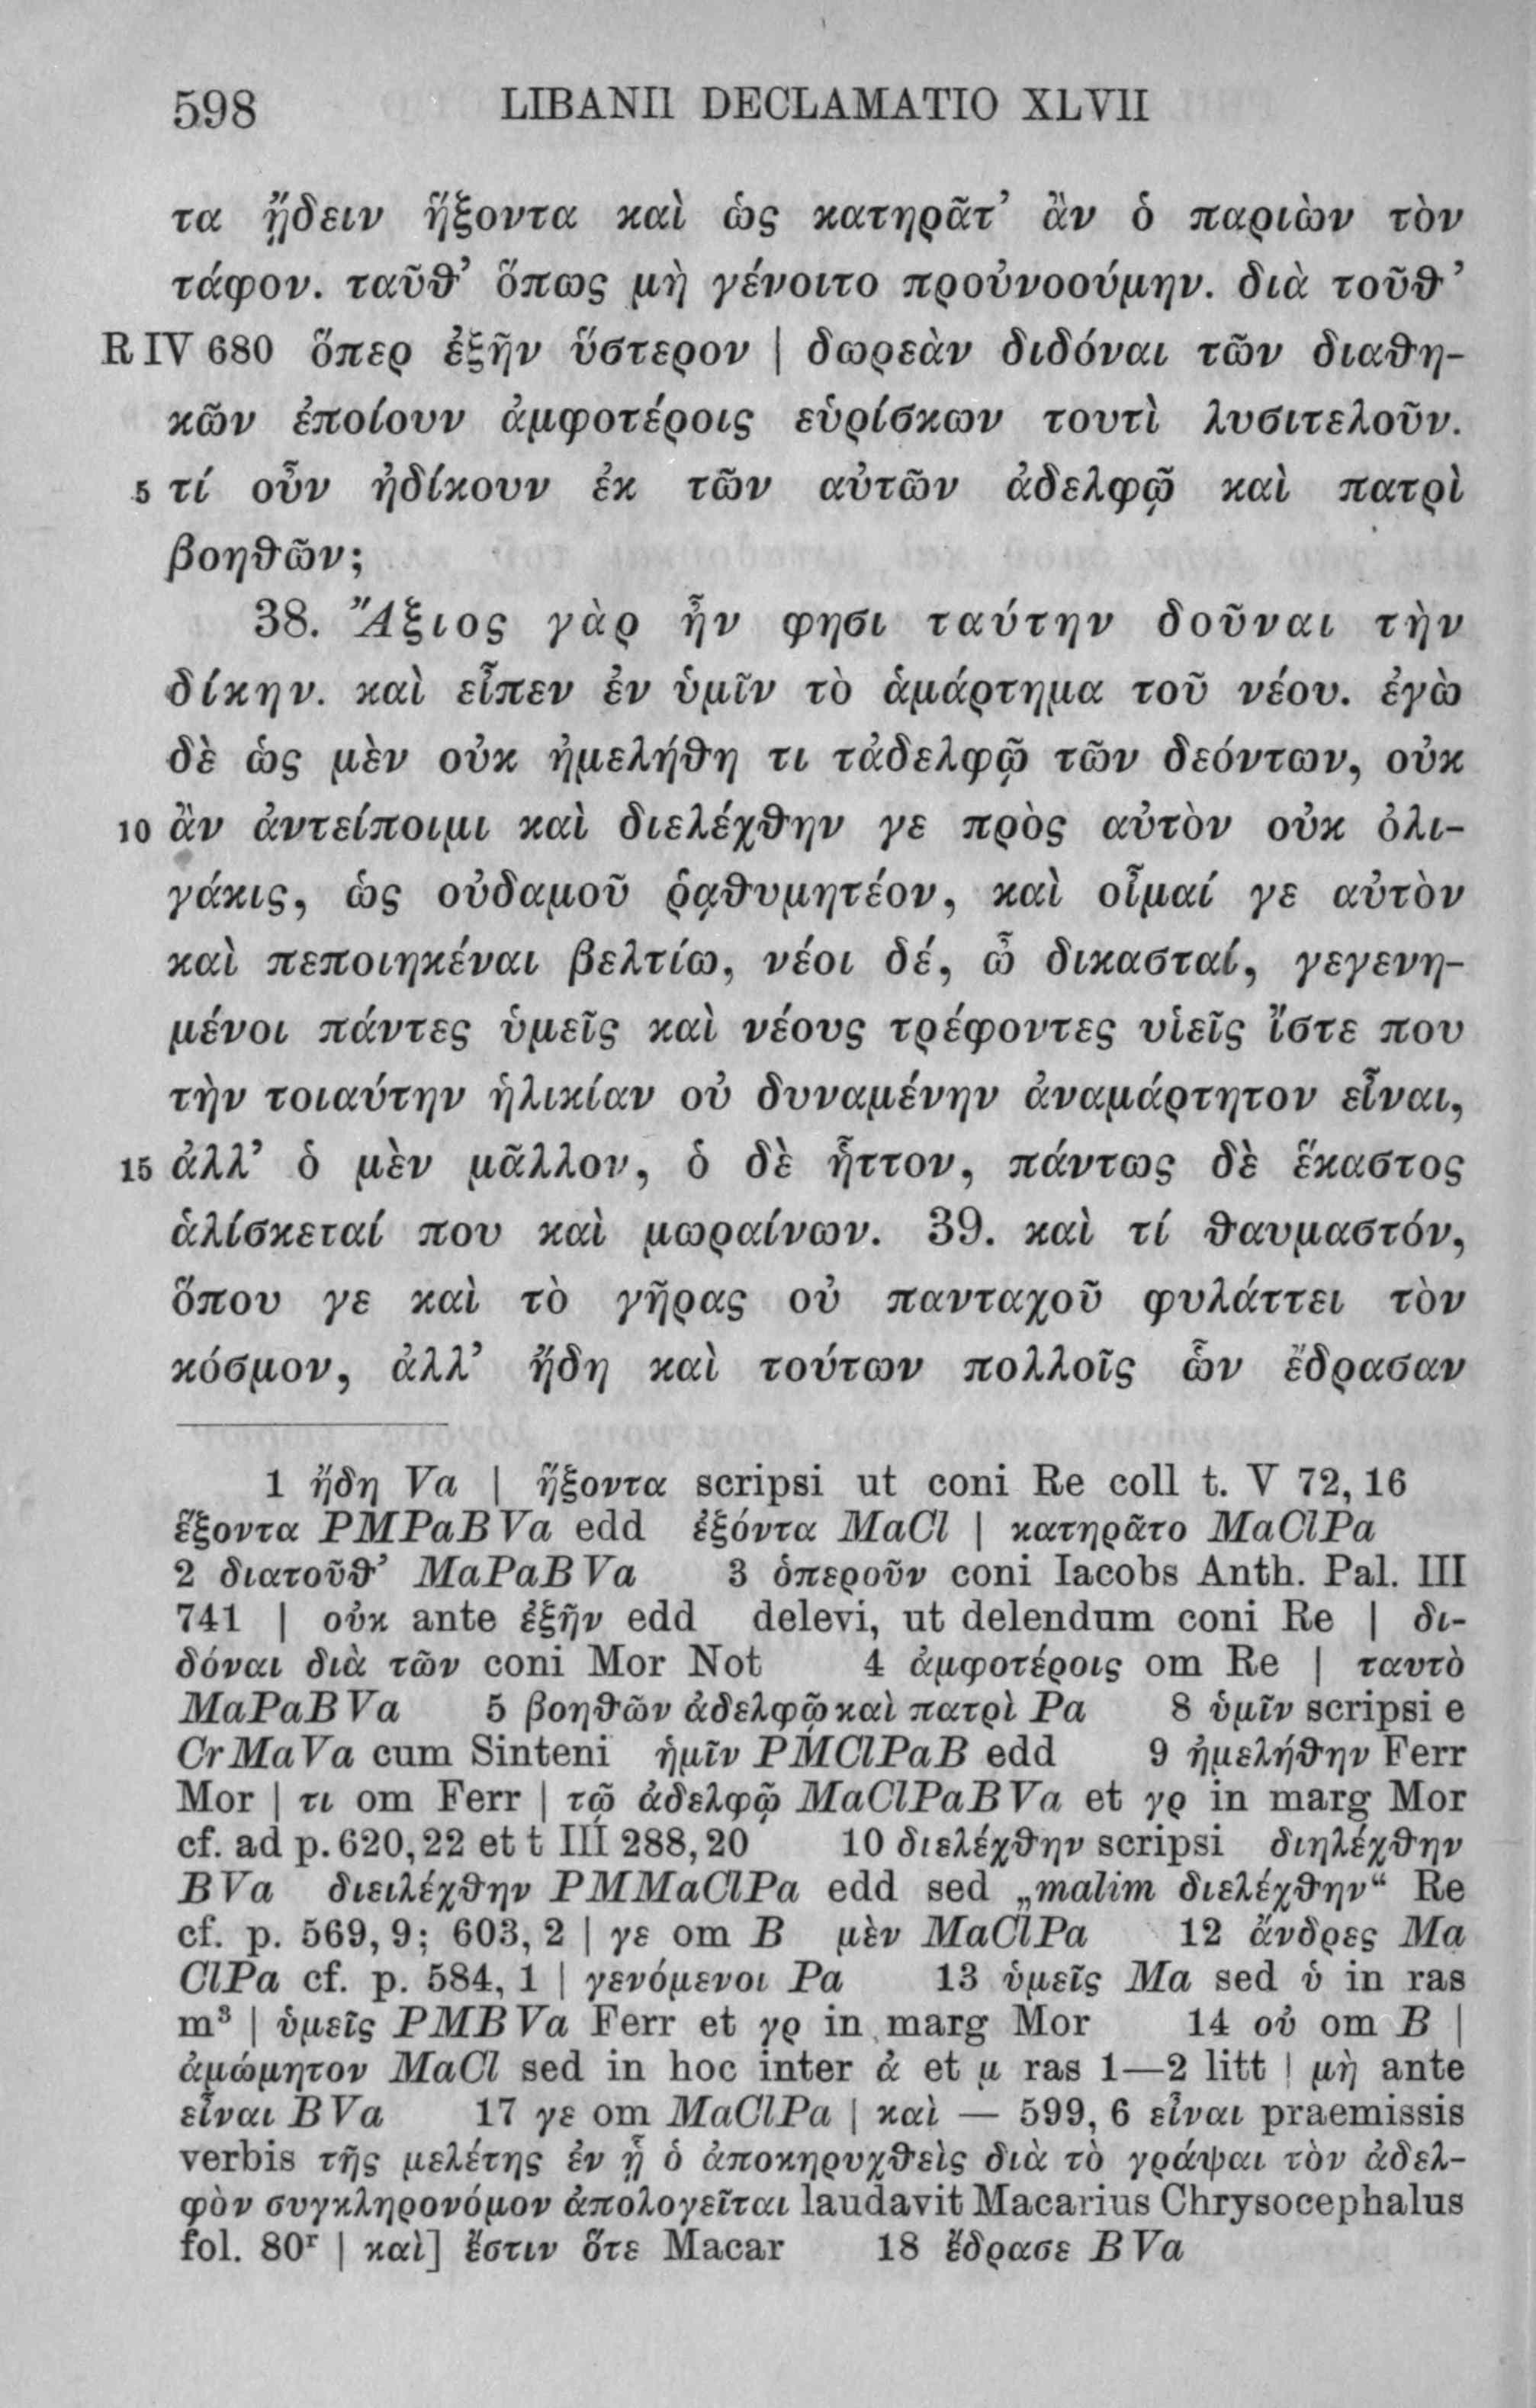 598 LIBANII DECLAMATIO XLVII
τα ᾔδειν ἥξοντα καὶ ὡς κατηρᾶτ’ ἂν ὁ παριὼν τὸν
τάφον. ταῦθ’ ὅπως μὴ γένοιτο προὐνοούμην. διὰ τοῦθ’
R IV 680 ὅπερ ἐξῆν ὕστερον | δωρεὰν διδόναι τῶν διαθη-
κῶν ἐποίουν ἀμφοτέροις εὑρίσκων τουτὶ λυσιτελοῦν.
5 τί οὖν ἠδίκουν ἐκ τῶν αὐτῶν ἀδελφῷ καὶ πατρὶ
βοηθῶν;
38. Ἄξιος γὰρ ἦν φησι ταύτην δοῦναι τὴν
δίκην. καὶ εἶπεν ἐν ὑμῖν τὸ ἁμάρτημα τοῦ νέου. ἐγὼ
δὲ ὡς μὲν οὐκ ἠμελήθη τι τἀδελφῷ τῶν δεόντων, οὐκ
10 ἂν ἀντείποιμι καὶ διελέχθην γε πρὸς αὐτὸν οὐκ ὀλι-
γάκις, ὡς οὐδαμοῦ ῥᾳθυμητέον, καὶ οἶμαί γε αὐτὸν
καὶ πεποιηκέναι βελτίω, νέοι δέ, ὦ δικασταί, γεγενη-
μένοι πάντες ὑμεῖς καὶ νέους τρέφοντες υἱεῖς ἴστε που
τὴν τοιαύτην ἡλικίαν οὐ δυναμένην ἀναμάρτητον εἶναι,
15 ἀλλ’ ὁ μὲν μᾶλλον, ὁ δὲ ἧττον, πάντως δὲ ἕκαστος
ἁλίσκεταί που καὶ μωραίνων. 39. καὶ τί θαυμαστόν,
ὅπου γε καὶ τὸ γῆρας οὐ πανταχοῦ φυλάττει τὸν
κόσμον, ἀλλ’ ἤδη καὶ τούτων πολλοῖς ὧν ἔδρασαν
1 ἤδη Va | ἥξοντα scripsi ut coni Re coll t. V 72, 16
ἕξοντα PMPaBVa edd ἐξόντα MaCl | κατηρᾶτο MaClPa
2 διατοῦθ’ MaPaBVa 3 ὁπεροῦν coni Iacobs Anth. Pal. III
741 | οὐκ ante ἐξῆν edd delevi, ut delendum coni Re | δι-
δόναι διὰ τῶν coni Mor Not 4 ἀμφοτέροις om Re | ταυτὸ
MaPaBVa 5 βοηθῶν ἀδελφῷ καὶ πατρὶ Pa 8 ὑμῖν scripsi e
CrMaVa cum Sinteni ἡμῖν PMClPaB edd 9 ἠμελήθην Ferr
Mor | τι om Ferr | τῷ ἀδελφῷ MaClPaBVa et γρ in marg Mor
cf. ad p. 620, 22 et t III 288, 20 10 διελέχθην scripsi διηλέχθην
BVa διειλέχθην PMMaClPa edd sed „malim διελέχθην“ Re
cf. p. 569, 9; 603, 2 | γε om B μὲν MaClPa 12 ἄνδρες Ma
ClPa cf. p. 584, 1 | γενόμενοι Pa 13 ὑμεῖς Ma sed ὑ in ras
m³ | ὑμεῖς PMBVa Ferr et γρ in marg Mor 14 οὐ om B |
ἀμώμητον MaCl sed in hoc inter ἀ et μ ras 1—2 litt | μὴ ante
εἶναι BVa 17 γε om MaClPa | καὶ — 599, 6 εἶναι praemissis
verbis τῆς μελέτης ἐν ᾗ ὁ ἀποκηρυχθεὶς διὰ τὸ γράψαι τὸν ἀδελ-
φὸν συγκληρονόμον ἀπολογεῖται laudavit Macarius Chrysocephalus
fol. 80ʳ | καὶ] ἔστιν ὅτε Macar 18 ἔδρασε BVa